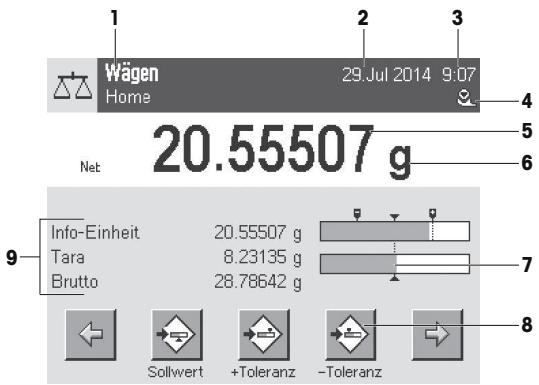 1 2 3
Wägen 29.Jul 2014 9:07
Home
4
5
Net 20.55507 g
6
Info-Einheit 20.55507 g
9 Tara 8.23135 g 7
Brutto 28.78642 g
8
Sollwert +Toleranz −Toleranz